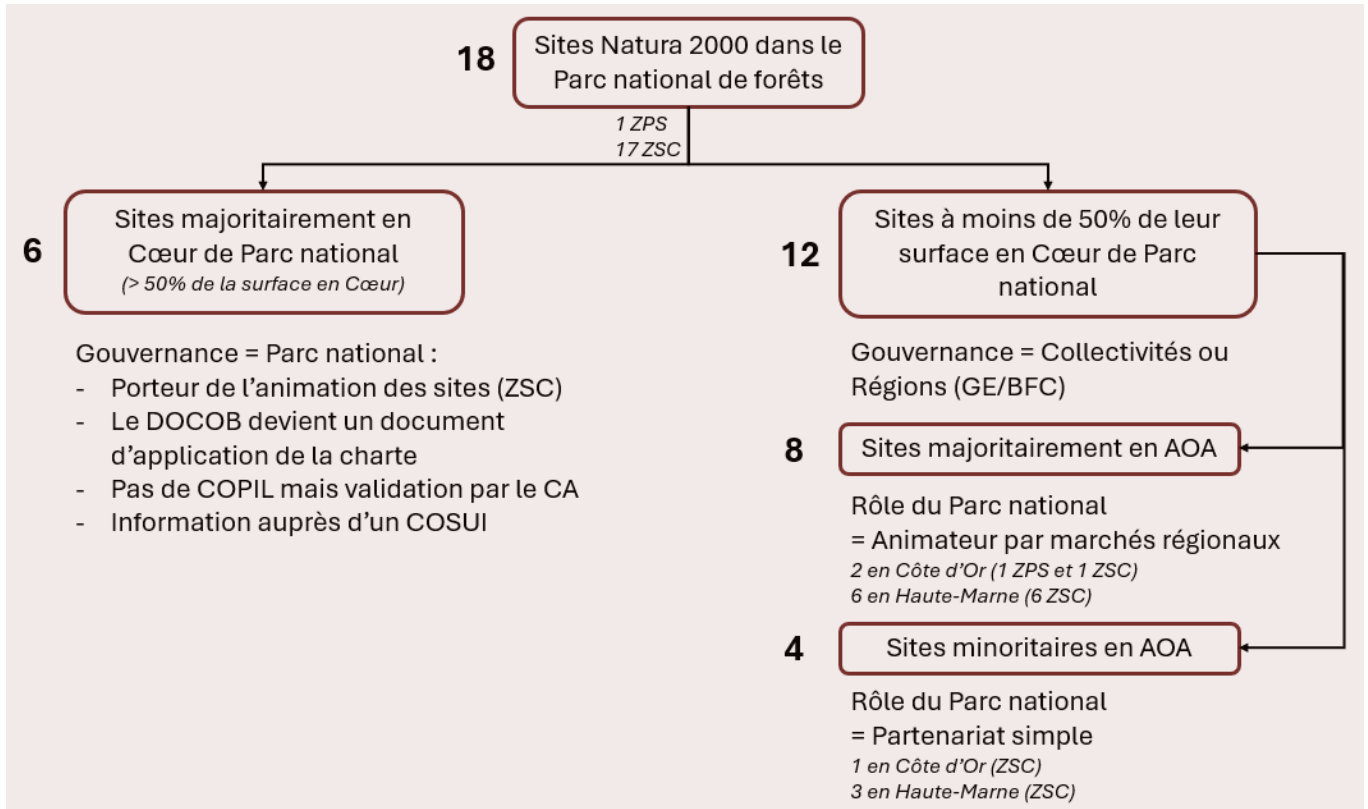 18
Sites Natura 2000 dans le
Parc national de forêts
1 ZPS
17 ZSC
6
Sites majoritairement en
Cœur de Parc national
(> 50% de la surface en Cœur)
Gouvernance = Parc national :
- Porteur de l’animation des sites (ZSC)
- Le DOCOB devient un document
d’application de la charte
- Pas de COPIL mais validation par le CA
- Information auprès d’un COSUI
12
Sites à moins de 50% de leur
surface en Cœur de Parc
national
Gouvernance = Collectivités ou
Régions (GE/BFC)
8
Sites majoritairement en AOA
Rôle du Parc national
= Animateur par marchés régionaux
2 en Côte d’Or (1 ZPS et 1 ZSC)
6 en Haute-Marne (6 ZSC)
4
Sites minoritaires en AOA
Rôle du Parc national
= Partenariat simple
1 en Côte d’Or (ZSC)
3 en Haute-Marne (ZSC)